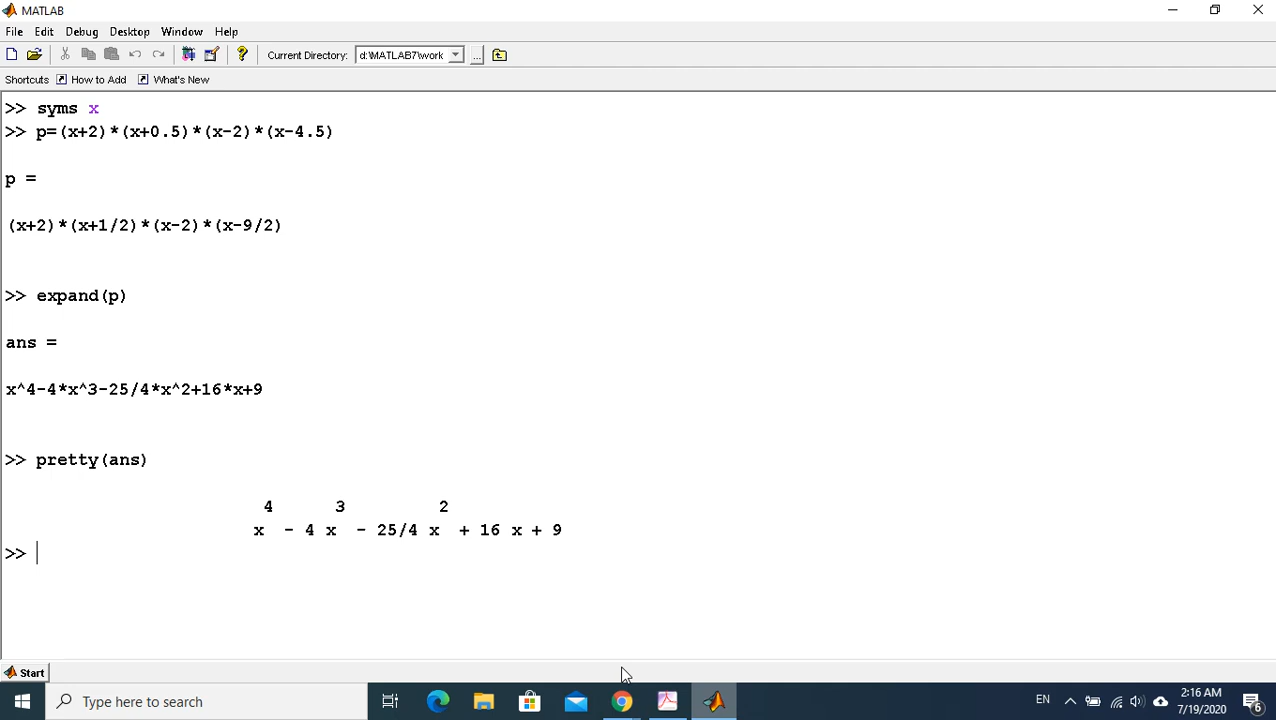 MATLAB
File Edit Debug Desktop Window Help
Current Directory: d:\MATLAB7\work ...
Shortcuts How to Add What's New
>> syms x
>> p=(x+2)*(x+0.5)*(x-2)*(x-4.5)
p =
(x+2)*(x+1/2)*(x-2)*(x-9/2)
>> expand(p)
ans =
x^4-4*x^3-25/4*x^2+16*x+9
>> pretty(ans)
4 3 2
x - 4 x - 25/4 x + 16 x + 9
>>
Start
Type here to search
EN
2:16 AM
7/19/2020
6